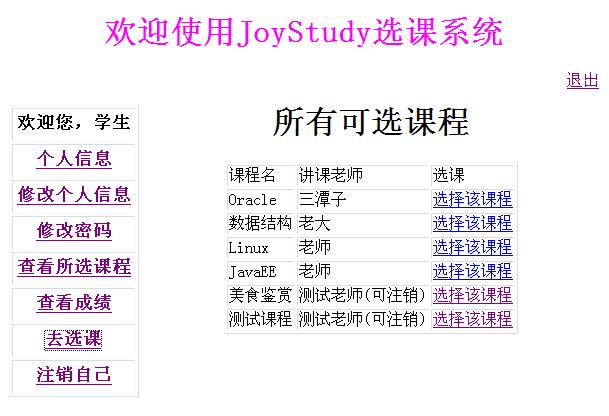 欢迎使用JoyStudy选课系统
退出
欢迎您，学生
个人信息
修改个人信息
修改密码
查看所选课程
查看成绩
去选课
注销自己
所有可选课程
课程名 讲课老师 选课
Oracle 三潭子 选择该课程
数据结构 老大 选择该课程
Linux 老师 选择该课程
JavaEE 老师 选择该课程
美食鉴赏 测试老师(可注销) 选择该课程
测试课程 测试老师(可注销) 选择该课程